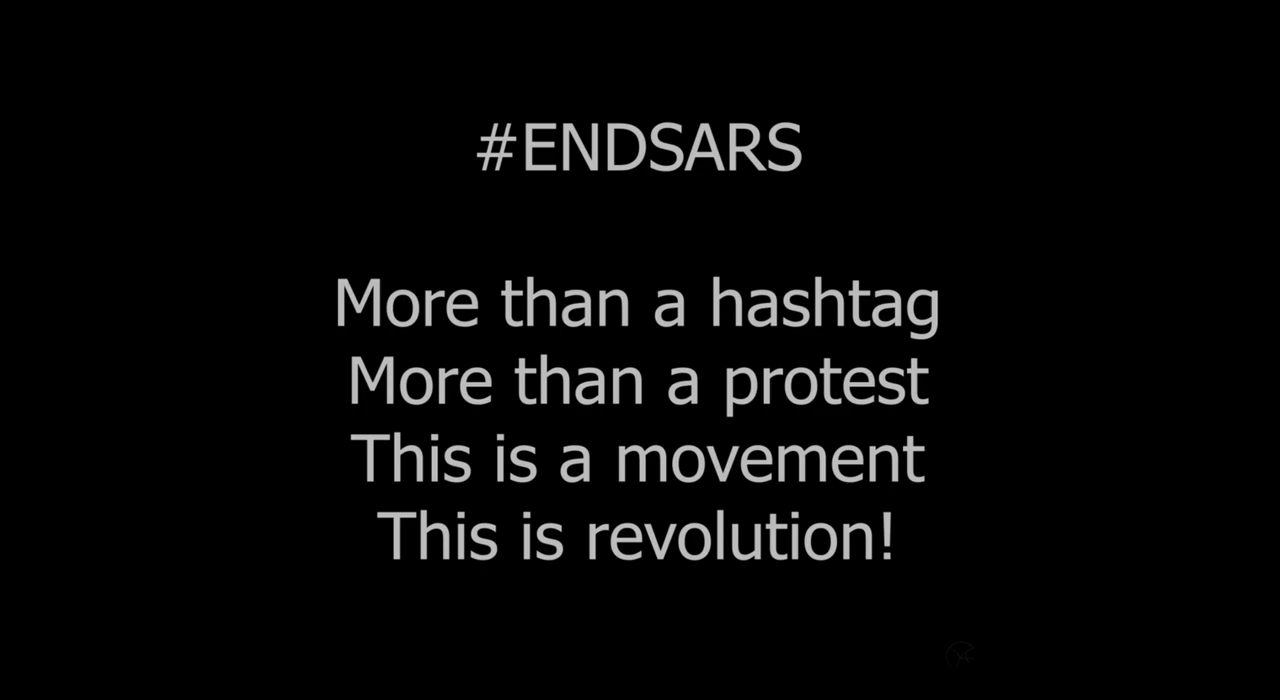 #ENDSARS
More than a hashtag
More than a protest
This is a movement
This is revolution!